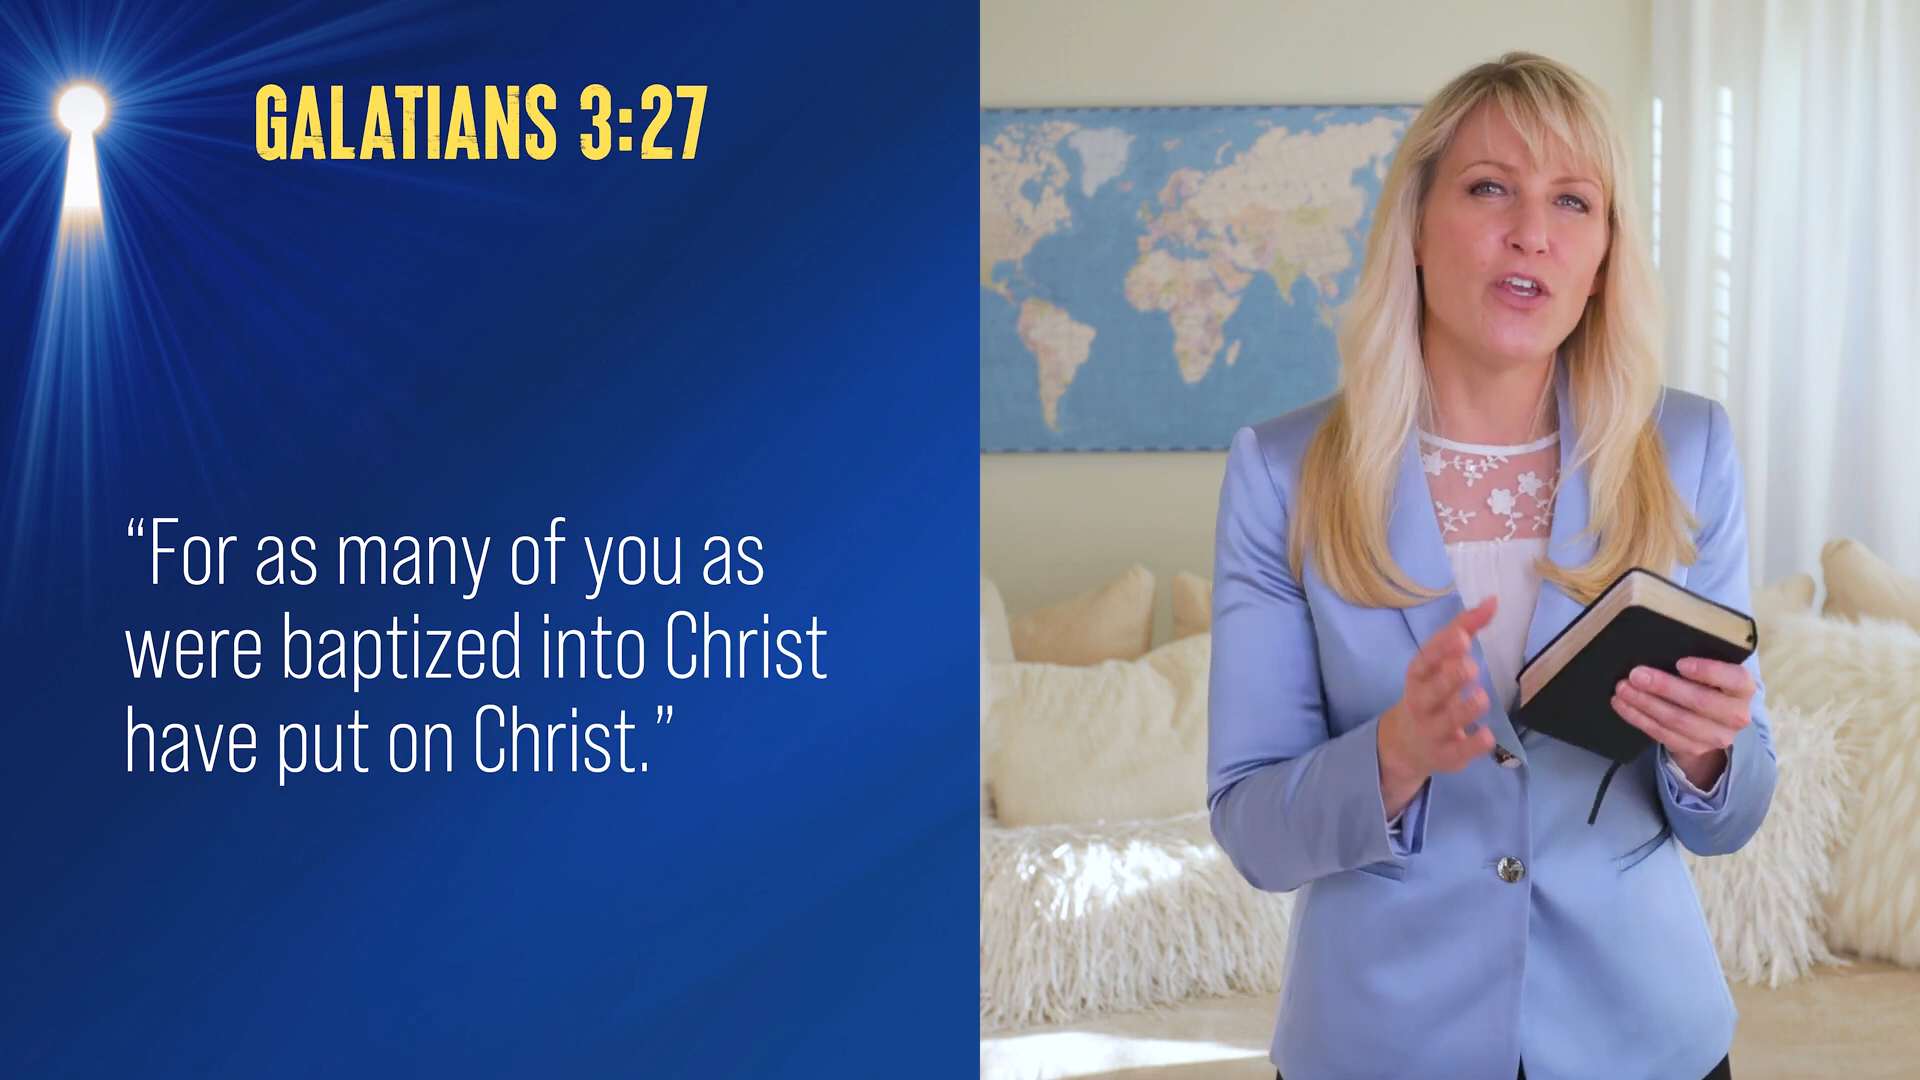 GALATIANS 3:27
“For as many of you as
were baptized into Christ
have put on Christ.”